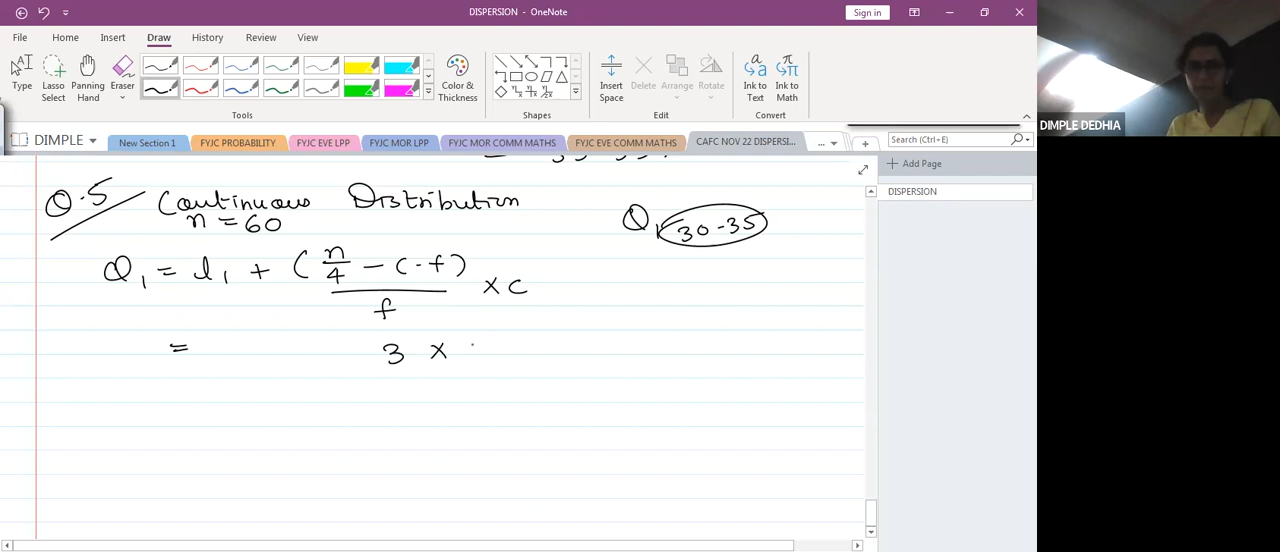 DISPERSION - OneNote
Sign in
File Home Insert Draw History Review View
Type
Lasso Select
Panning Hand
Eraser
Color & Thickness
Insert Space
Delete
Arrange
Rotate
Ink to Text
Ink to Math
Tools
Shapes
Edit
Convert
DIMPLE
New Section 1
FYJC PROBABILITY
FYJC EVE LPP
FYJC MOR LPP
FYJC MOR COMM MATHS
FYJC EVE COMM MATHS
CAFC NOV 22 DISPERSI...
...
Search (Ctrl+E)
Add Page
DISPERSION
DIMPLE DEDHIA
Q.5 Continuous Distribution
n = 60
Q₁ 30-35
Q₁ = l₁ + (n/4 - c.f) / f × c
= 3 ×